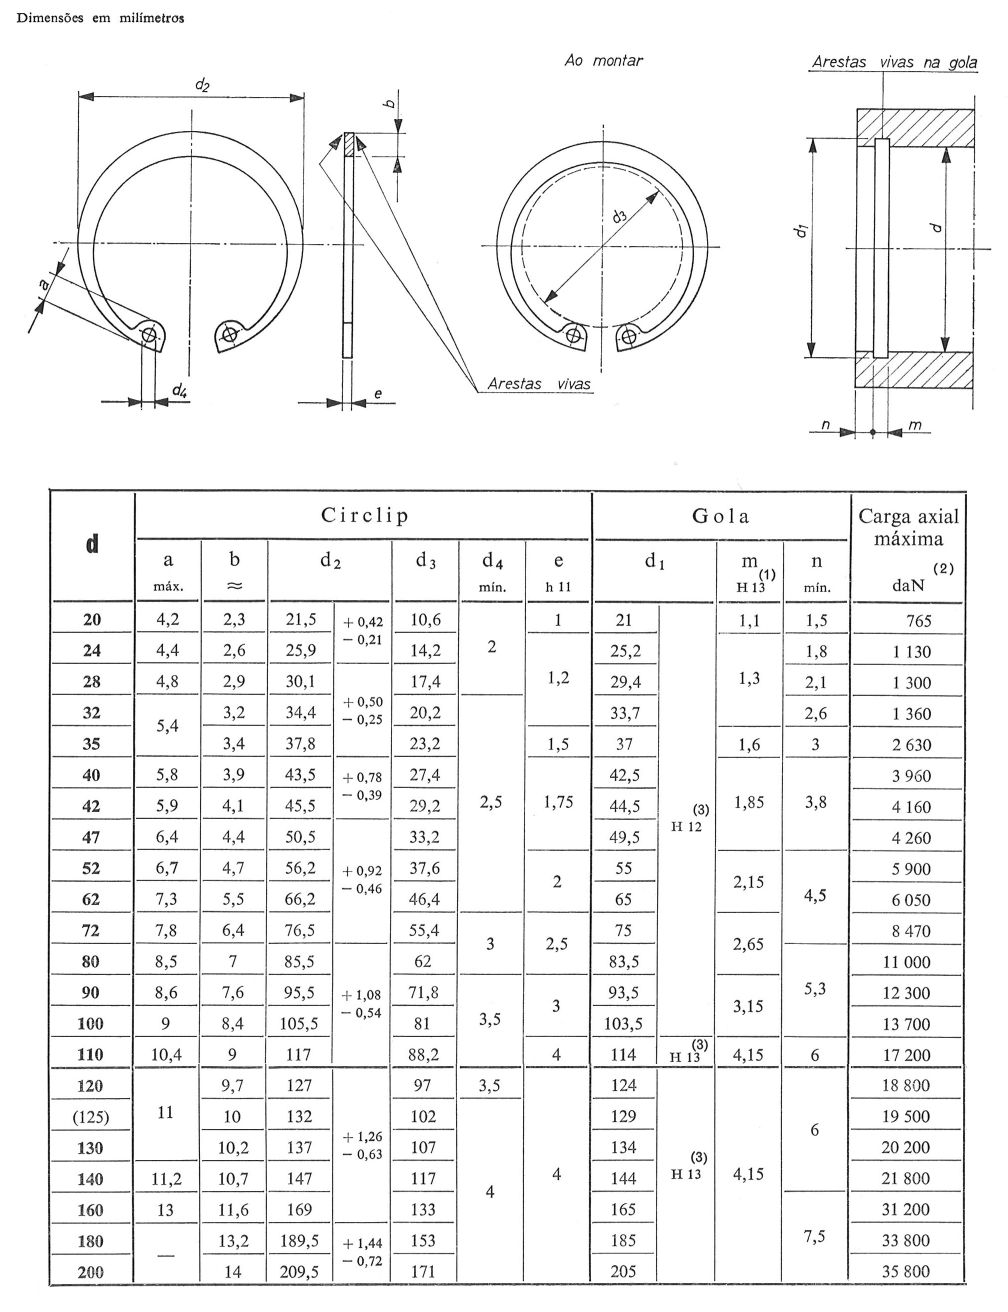 Dimensões em milímetros
Ao montar
Arestas vivas na gola
d2
b
d3
d1
d
a
d4
e
Arestas vivas
n
m
d Circlip Gola Carga axial máxima (2) daN
a máx. b ≈ d2 d3 d4 mín. e h 11 d1 m (1) H 13 n mín.
20 4,2 2,3 21,5 + 0,42 − 0,21 10,6 2 1 21 (3) H 12 1,1 1,5 765
24 4,4 2,6 25,9 14,2 1,2 25,2 1,3 1,8 1 130
28 4,8 2,9 30,1 + 0,50 − 0,25 17,4 29,4 2,1 1 300
32 5,4 3,2 34,4 20,2 2,5 33,7 2,6 1 360
35 3,4 37,8 23,2 1,5 37 1,6 3 2 630
40 5,8 3,9 43,5 + 0,78 − 0,39 27,4 1,75 42,5 1,85 3,8 3 960
42 5,9 4,1 45,5 29,2 44,5 4 160
47 6,4 4,4 50,5 + 0,92 − 0,46 33,2 49,5 4 260
52 6,7 4,7 56,2 37,6 2 55 2,15 4,5 5 900
62 7,3 5,5 66,2 46,4 65 6 050
72 7,8 6,4 76,5 55,4 3 2,5 75 2,65 8 470
80 8,5 7 85,5 + 1,08 − 0,54 62 83,5 5,3 11 000
90 8,6 7,6 95,5 71,8 3,5 3 93,5 3,15 12 300
100 9 8,4 105,5 81 103,5 13 700
110 10,4 9 117 88,2 4 114 (3) H 13 4,15 6 17 200
120 11 9,7 127 + 1,26 − 0,63 97 3,5 4 124 (3) H 13 4,15 6 18 800
(125) 10 132 102 4 129 19 500
130 10,2 137 107 134 20 200
140 11,2 10,7 147 117 144 21 800
160 13 11,6 169 133 165 7,5 31 200
180 — 13,2 189,5 + 1,44 − 0,72 153 185 33 800
200 14 209,5 171 205 35 800